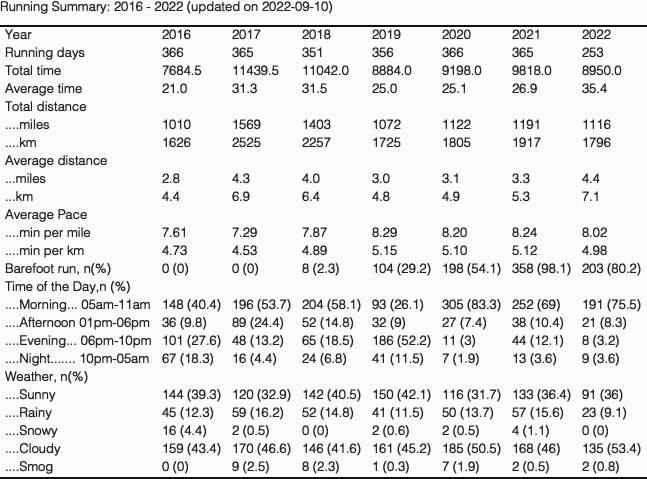 Running Summary: 2016 - 2022 (updated on 2022-09-10)
Year 2016 2017 2018 2019 2020 2021 2022
Running days 366 365 351 356 366 365 253
Total time 7684.5 11439.5 11042.0 8884.0 9198.0 9818.0 8950.0
Average time 21.0 31.3 31.5 25.0 25.1 26.9 35.4
Total distance
....miles 1010 1569 1403 1072 1122 1191 1116
....km 1626 2525 2257 1725 1805 1917 1796
Average distance
...miles 2.8 4.3 4.0 3.0 3.1 3.3 4.4
...km 4.4 6.9 6.4 4.8 4.9 5.3 7.1
Average Pace
....min per mile 7.61 7.29 7.87 8.29 8.20 8.24 8.02
....min per km 4.73 4.53 4.89 5.15 5.10 5.12 4.98
Barefoot run, n(%) 0 (0) 0 (0) 8 (2.3) 104 (29.2) 198 (54.1) 358 (98.1) 203 (80.2)
Time of the Day,n (%)
....Morning... 05am-11am 148 (40.4) 196 (53.7) 204 (58.1) 93 (26.1) 305 (83.3) 252 (69) 191 (75.5)
....Afternoon 01pm-06pm 36 (9.8) 89 (24.4) 52 (14.8) 32 (9) 27 (7.4) 38 (10.4) 21 (8.3)
....Evening... 06pm-10pm 101 (27.6) 48 (13.2) 65 (18.5) 186 (52.2) 11 (3) 44 (12.1) 8 (3.2)
....Night....... 10pm-05am 67 (18.3) 16 (4.4) 24 (6.8) 41 (11.5) 7 (1.9) 13 (3.6) 9 (3.6)
Weather, n(%)
....Sunny 144 (39.3) 120 (32.9) 142 (40.5) 150 (42.1) 116 (31.7) 133 (36.4) 91 (36)
....Rainy 45 (12.3) 59 (16.2) 52 (14.8) 41 (11.5) 50 (13.7) 57 (15.6) 23 (9.1)
....Snowy 16 (4.4) 2 (0.5) 0 (0) 2 (0.6) 2 (0.5) 4 (1.1) 0 (0)
....Cloudy 159 (43.4) 170 (46.6) 146 (41.6) 161 (45.2) 185 (50.5) 168 (46) 135 (53.4)
....Smog 0 (0) 9 (2.5) 8 (2.3) 1 (0.3) 7 (1.9) 2 (0.5) 2 (0.8)